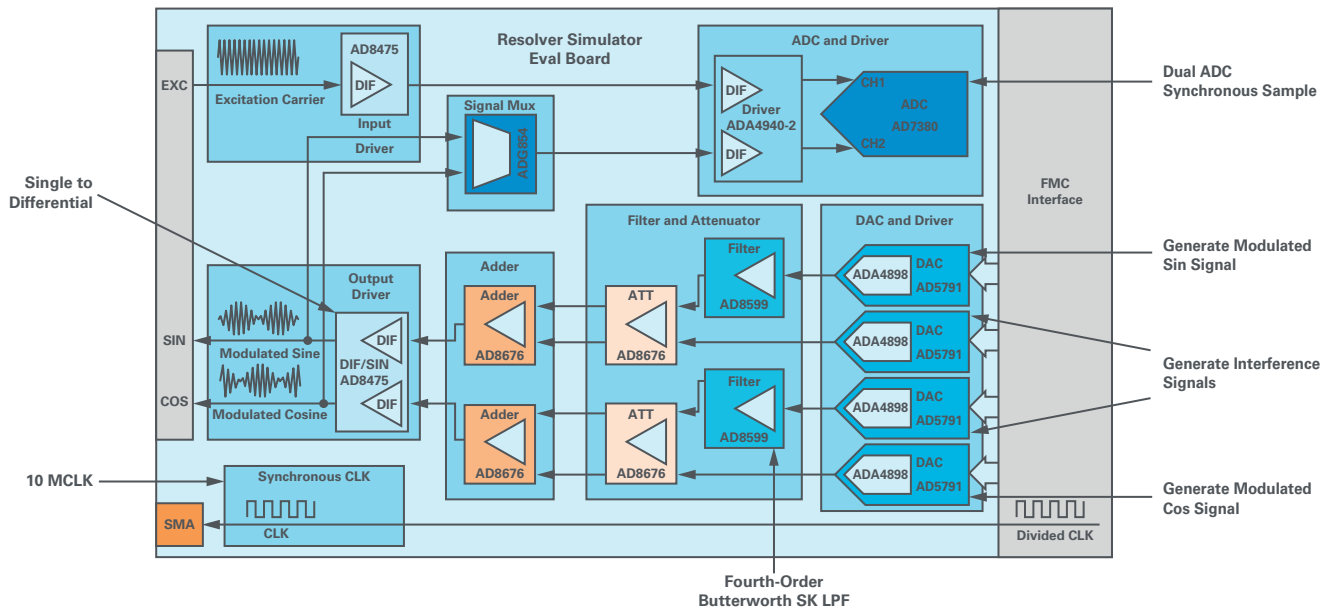 Resolver Simulator
Eval Board
EXC
Excitation Carrier
AD8475
DIF
Input
Driver
Signal Mux
ADG854
ADC and Driver
DIF
Driver
ADA4940-2
DIF
CH1
ADC
AD7380
CH2
Dual ADC
Synchronous Sample
FMC
Interface
Single to
Differential
Output
Driver
SIN
Modulated Sine
COS
Modulated Cosine
DIF
DIF/SIN
AD8475
DIF
Adder
Adder
AD8676
Adder
AD8676
Filter and Attenuator
Filter
AD8599
ATT
AD8676
Filter
AD8599
ATT
AD8676
DAC and Driver
ADA4898
DAC
AD5791
ADA4898
DAC
AD5791
ADA4898
DAC
AD5791
ADA4898
DAC
AD5791
Generate Modulated
Sin Signal
Generate Interference
Signals
Generate Modulated
Cos Signal
10 MCLK
Synchronous CLK
CLK
SMA
Divided CLK
Fourth-Order
Butterworth SK LPF